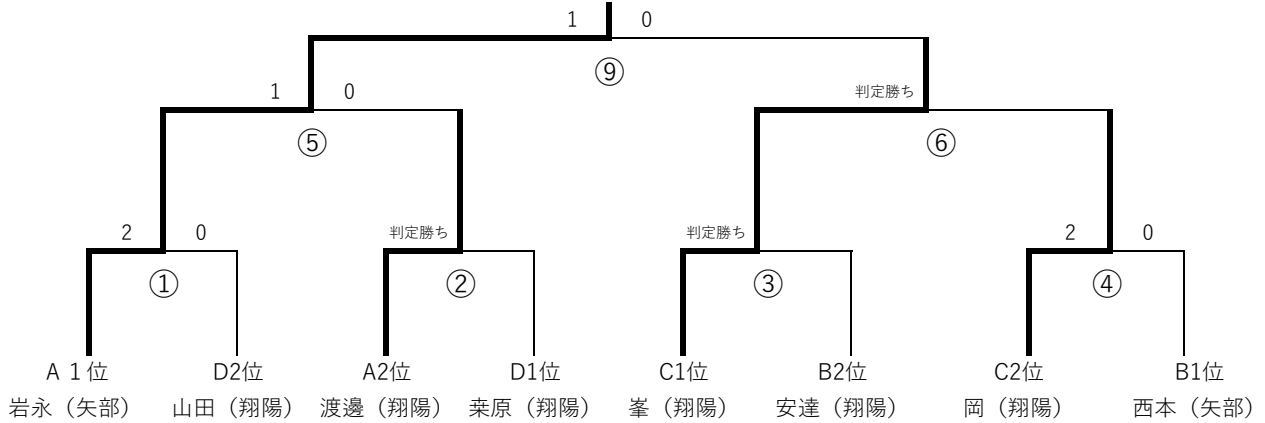 1 0
⑨
1 0 判定勝ち
⑤ ⑥
2 0 判定勝ち 判定勝ち 2 0
① ② ③ ④
A１位 D2位 A2位 D1位 C1位 B2位 C2位 B1位
岩永（矢部） 山田（翔陽） 渡邊（翔陽） 桒原（翔陽） 峯（翔陽） 安達（翔陽） 岡（翔陽） 西本（矢部）